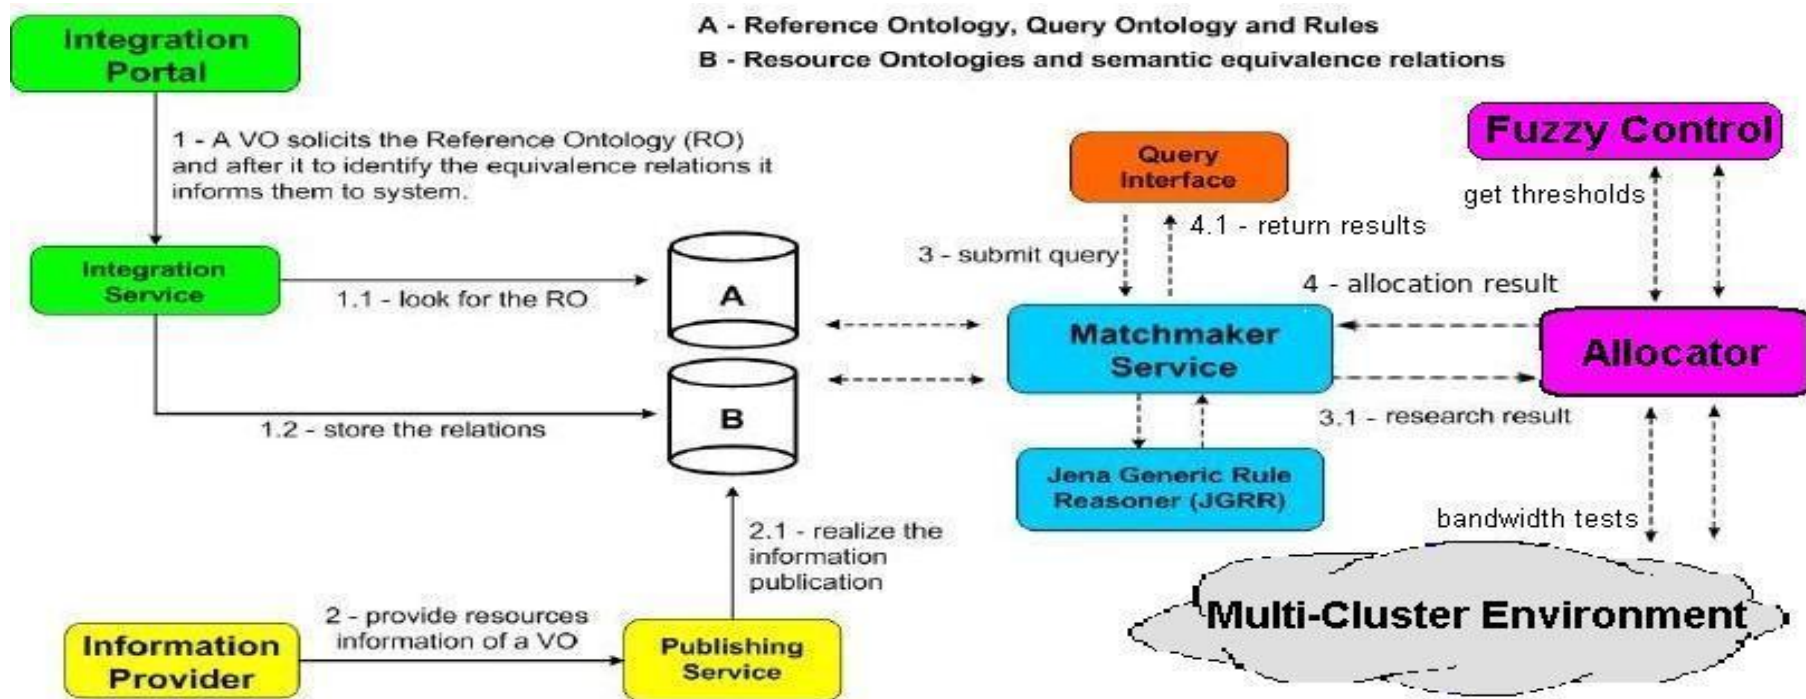 Integration
Portal
A - Reference Ontology, Query Ontology and Rules
B - Resource Ontologies and semantic equivalence relations
1 - A VO solicits the Reference Ontology (RO)
and after it to identify the equivalence relations it
informs them to system.
Query
Interface
Fuzzy Control
get thresholds
4.1 - return results
3 - submit query
Integration
Service
1.1 - look for the RO
A
4 - allocation result
Matchmaker
Service
Allocator
1.2 - store the relations
B
3.1 - research result
Jena Generic Rule
Reasoner (JGRR)
2.1 - realize the
information
publication
bandwidth tests
Multi-Cluster Environment
Information
Provider
2 - provide resources
information of a VO
Publishing
Service